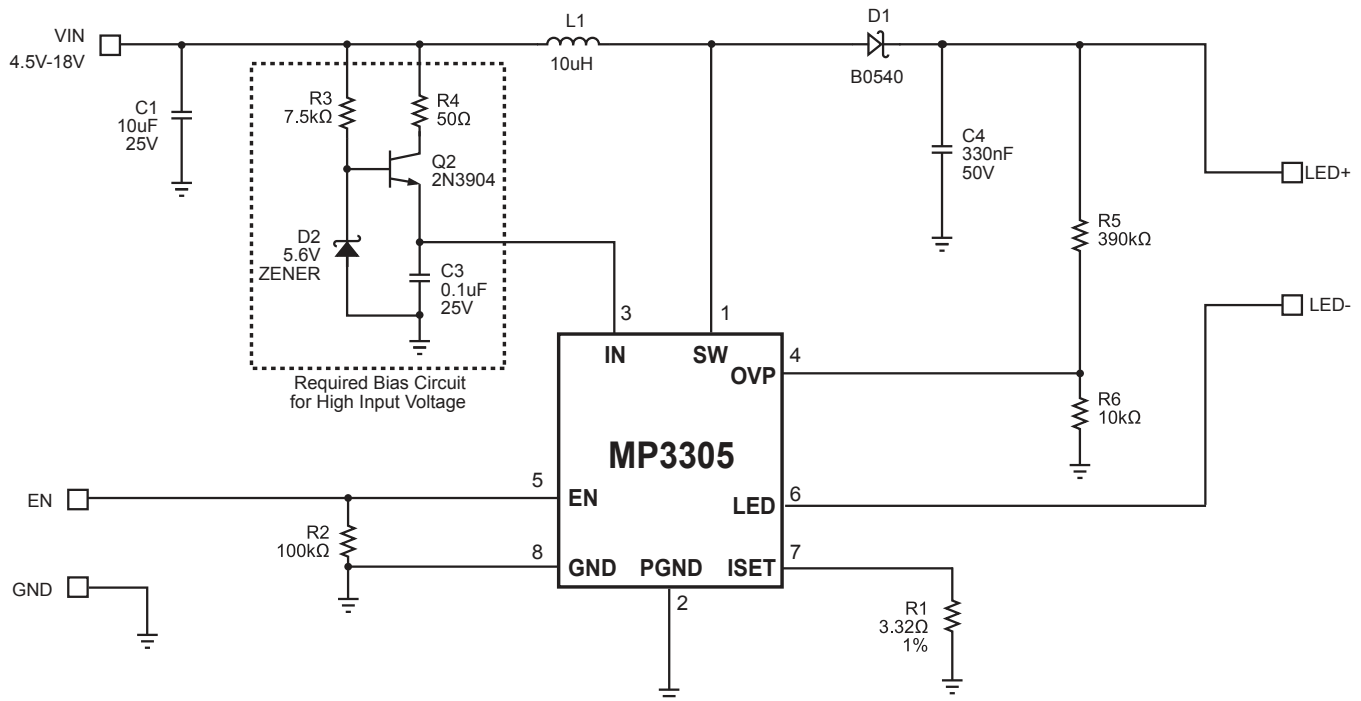 VIN
4.5V-18V
C1
10uF
25V
R3
7.5kΩ
R4
50Ω
Q2
2N3904
D2
5.6V
ZENER
C3
0.1uF
25V
Required Bias Circuit
for High Input Voltage
L1
10uH
D1
B0540
C4
330nF
50V
R5
390kΩ
LED+
LED-
3
1
IN
SW
4
OVP
R6
10kΩ
MP3305
EN
5
EN
LED
6
R2
100kΩ
8
GND
PGND
ISET
7
GND
2
R1
3.32Ω
1%